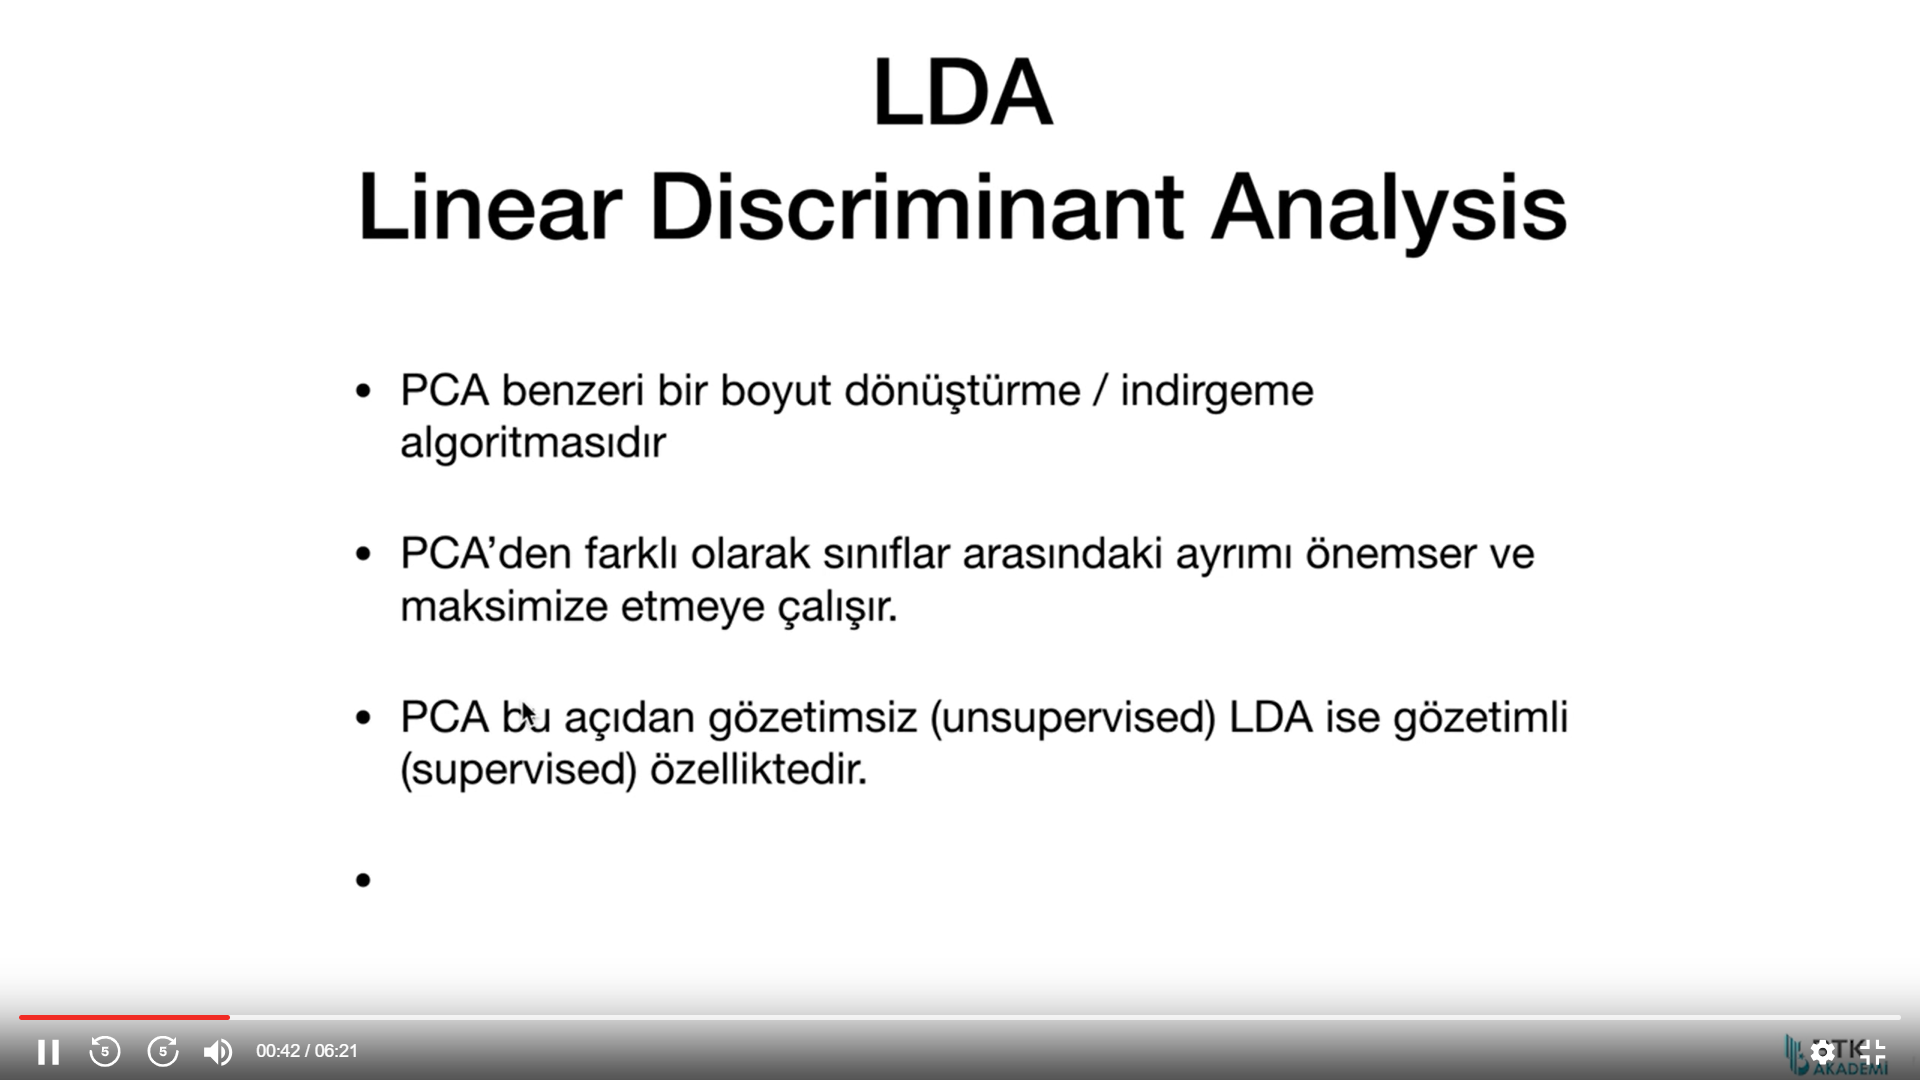 LDA
Linear Discriminant Analysis
• PCA benzeri bir boyut dönüştürme / indirgeme
algoritmasıdır
• PCA’den farklı olarak sınıflar arasındaki ayrımı önemser ve
maksimize etmeye çalışır.
• PCA bu açıdan gözetimsiz (unsupervised) LDA ise gözetimli
(supervised) özelliktedir.
•
5
5
00:42 / 06:21
AKADEMİ